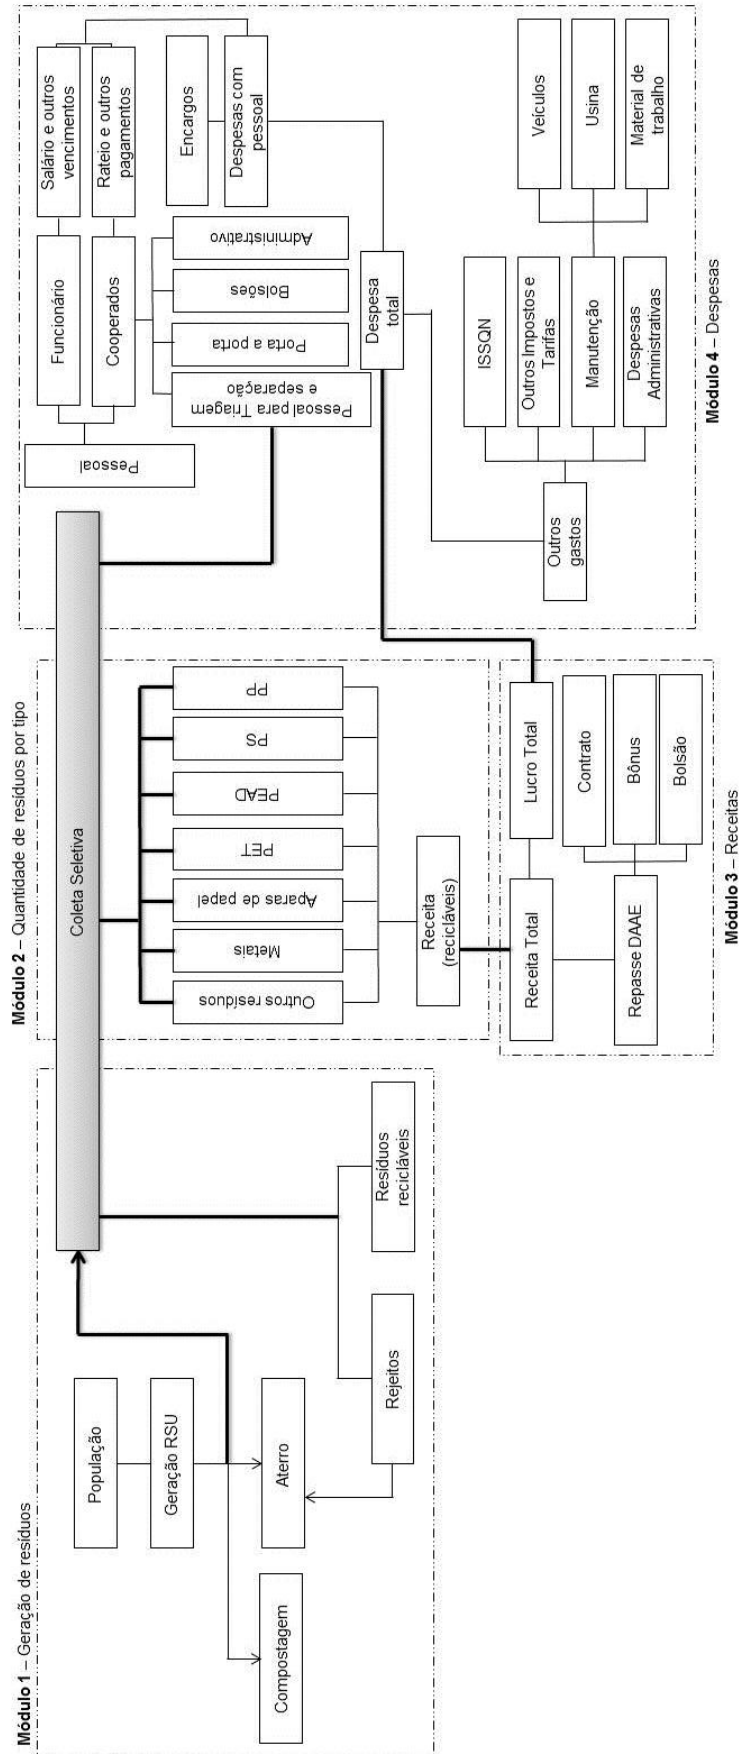 Módulo 1 – Geração de resíduos
População
Geração RSU
Compostagem
Aterro
Rejeitos
Resíduos
recicláveis
Coleta Seletiva
Módulo 2 – Quantidade de resíduos por tipo
Outros resíduos
Metais
Aparas de papel
PET
PEAD
PS
PP
Receita
(recicláveis)
Receita Total
Lucro Total
Repasse DAAE
Contrato
Bônus
Bolsão
Módulo 3 – Receitas
Pessoal
Funcionário
Cooperados
Salário e outros
vencimentos
Rateio e outros
pagamentos
Pessoal para Triagem
e separação
Porta a porta
Bolsões
Administrativo
Encargos
Despesas com
pessoal
Despesa
total
Outros
gastos
ISSQN
Outros Impostos e
Tarifas
Manutenção
Despesas
Administrativas
Veículos
Usina
Material de
trabalho
Módulo 4 – Despesas